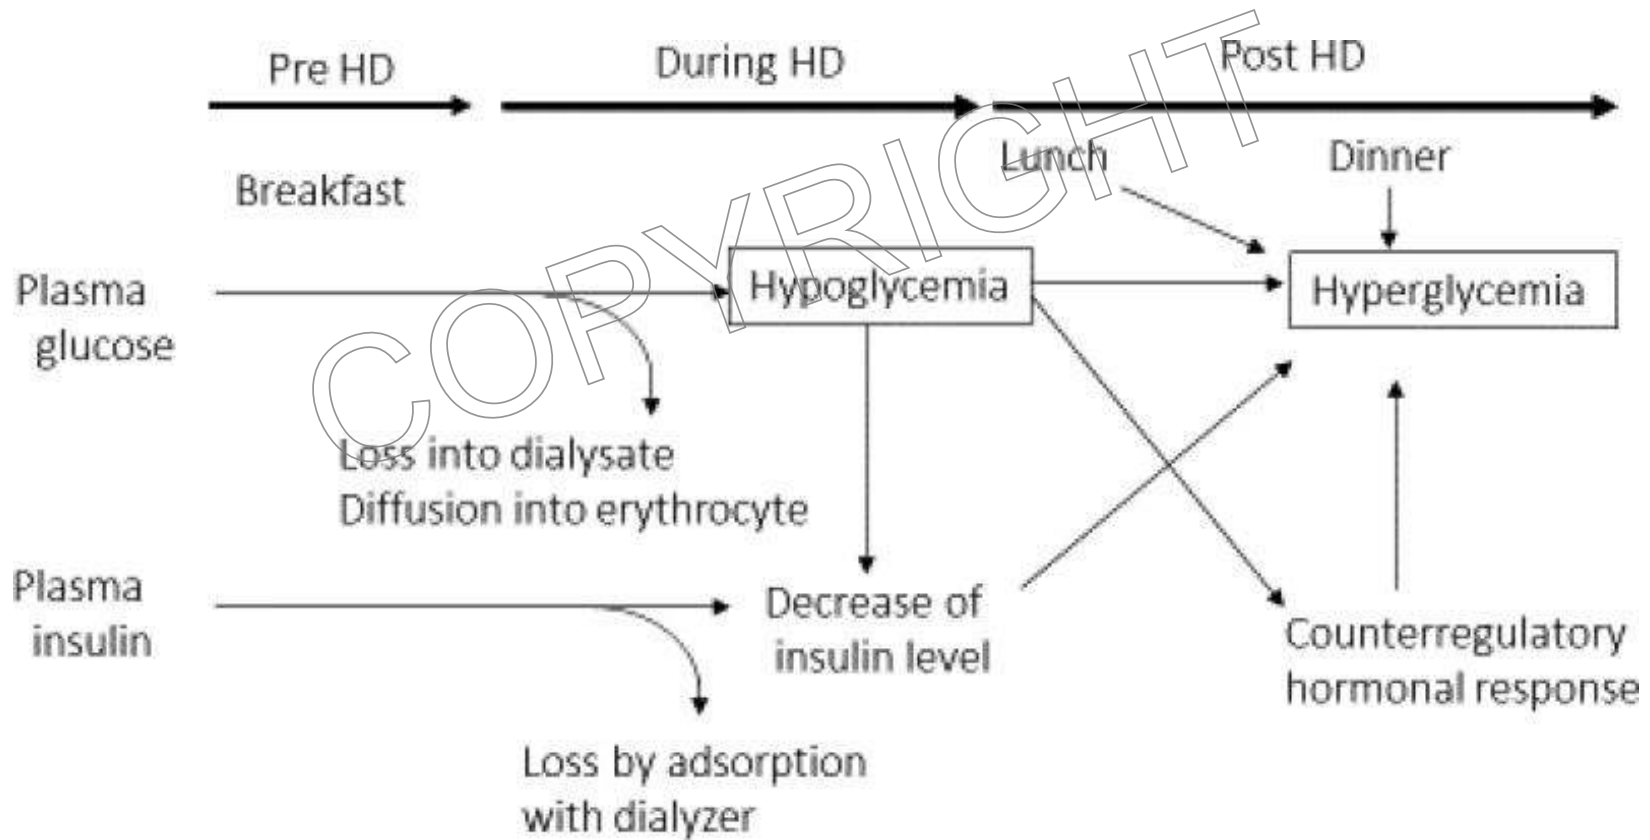 Pre HD
During HD
Post HD
Breakfast
Lunch
Dinner
Plasma
glucose
Hypoglycemia
Hyperglycemia
Loss into dialysate
Diffusion into erythrocyte
Plasma
insulin
Decrease of
insulin level
Counterregulatory
hormonal response
Loss by adsorption
with dialyzer
COPYRIGHT